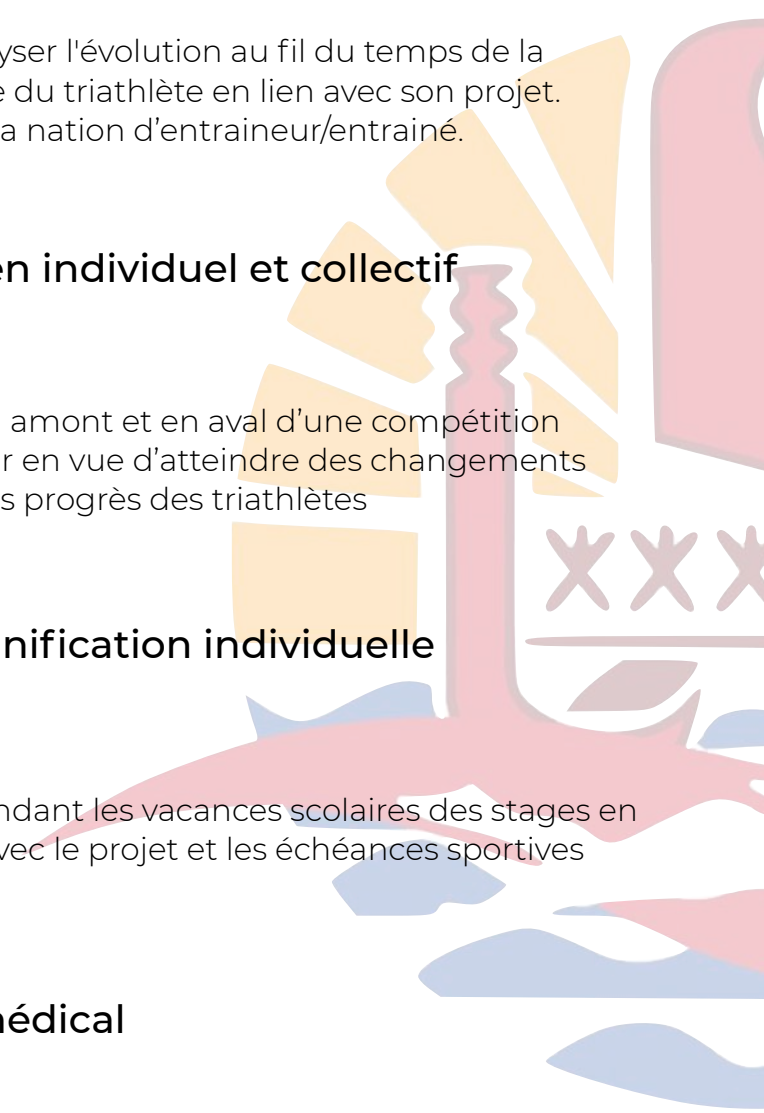 yser l'évolution au fil du temps de la
e du triathlète en lien avec son projet.
a nation d’entraineur/entrainé.
en individuel et collectif
amont et en aval d’une compétition
r en vue d’atteindre des changements
s progrès des triathlètes
nification individuelle
ndant les vacances scolaires des stages en
vec le projet et les échéances sportives
médical